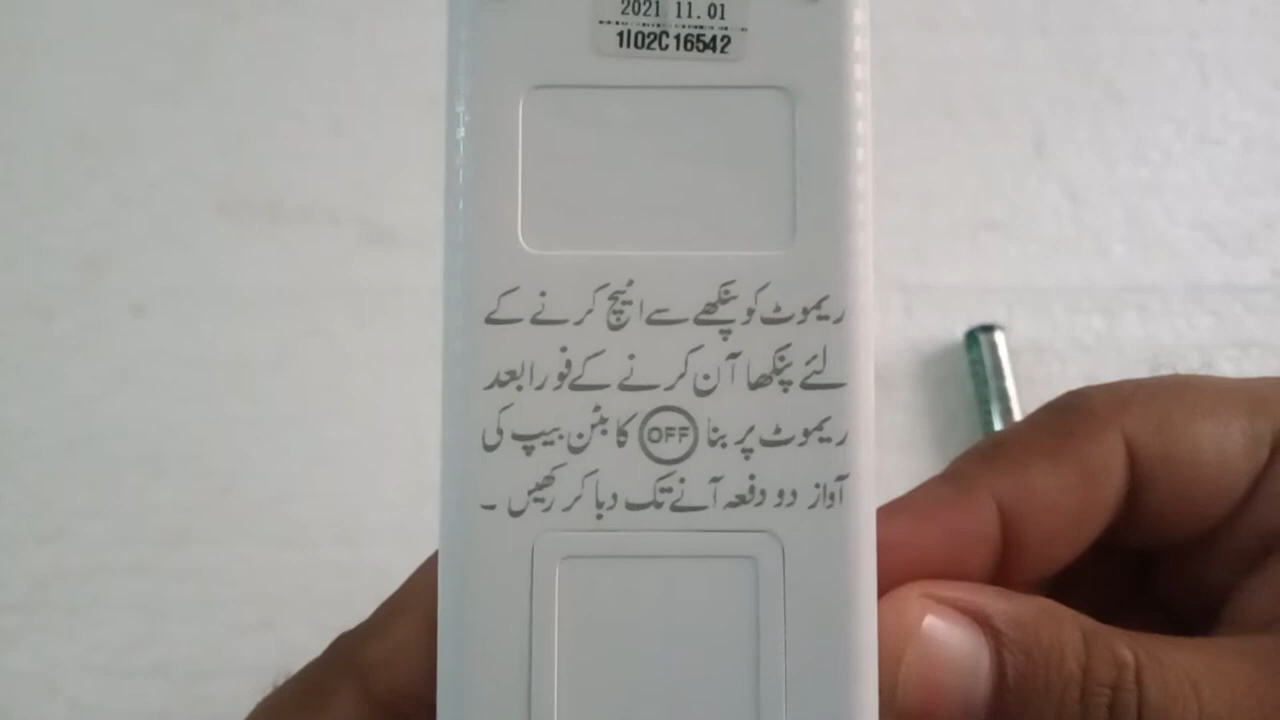 2021 11.01
1I02C16542
ریموٹ کو پنکھے سے اٹیچ کرنے کے
لئے پنکھا آن کرنے کے فورا بعد
ریموٹ پر بنا OFF کا بٹن بیپ کی
آواز دو دفعہ آنے تک دبا کر رکھیں ۔